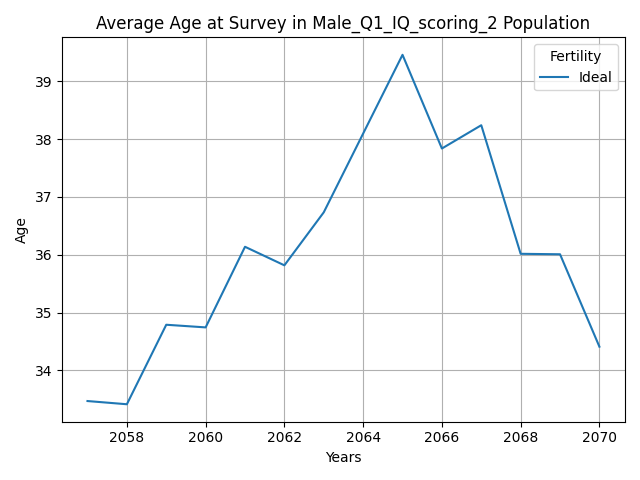 Average Age at Survey in Male_Q1_IQ_scoring_2 Population
Fertility
Ideal
39
38
37
36
35
34
Age
2058 2060 2062 2064 2066 2068 2070
Years